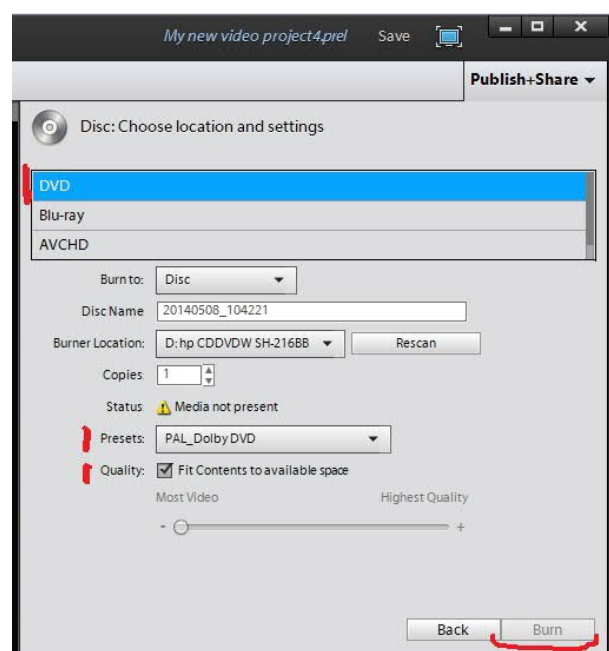 My new video project4.prel Save
Publish+Share
Disc: Choose location and settings
DVD
Blu-ray
AVCHD
Burn to: Disc
Disc Name 20140508_104221
Burner Location: D: hp CDDVDW SH-216BB Rescan
Copies 1
Status Media not present
Presets: PAL_Dolby DVD
Quality: Fit Contents to available space
Most Video Highest Quality
- +
Back Burn